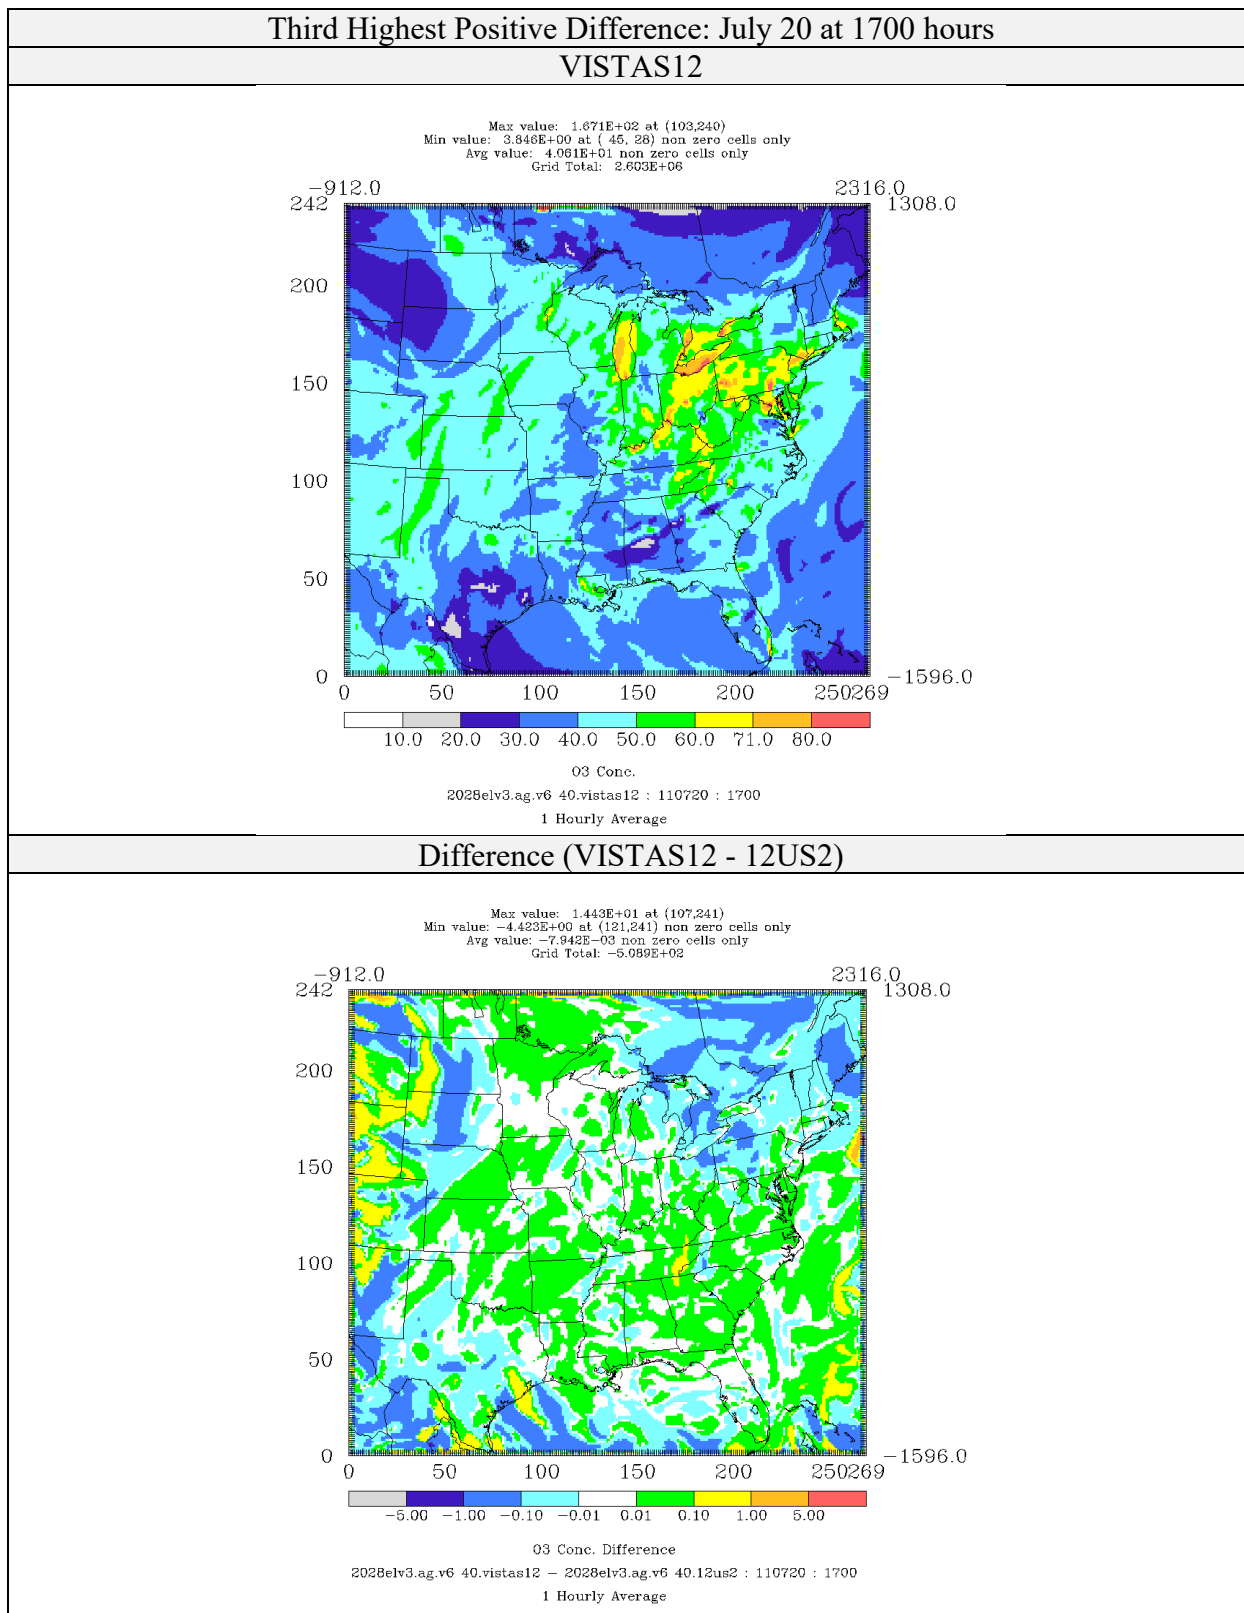 Third Highest Positive Difference: July 20 at 1700 hours
VISTAS12
Max value: 1.671E+02 at (103,240)
Min value: 3.846E+00 at ( 45, 28) non zero cells only
Avg value: 4.061E+01 non zero cells only
Grid Total: 2.603E+06
-912.0 2316.0
242 1308.0
200
150
100
50
0 -1596.0
0 50 100 150 200 250269
10.0 20.0 30.0 40.0 50.0 60.0 71.0 80.0
O3 Conc.
2028elv3.ag.v6 40.vistas12 : 110720 : 1700
1 Hourly Average
Difference (VISTAS12 - 12US2)
Max value: 1.443E+01 at (107,241)
Min value: -4.423E+00 at (121,241) non zero cells only
Avg value: -7.942E-03 non zero cells only
Grid Total: -5.089E+02
-912.0 2316.0
242 1308.0
200
150
100
50
0 -1596.0
0 50 100 150 200 250269
-5.00 -1.00 -0.10 -0.01 0.01 0.10 1.00 5.00
O3 Conc. Difference
2028elv3.ag.v6 40.vistas12 - 2028elv3.ag.v6 40.12us2 : 110720 : 1700
1 Hourly Average